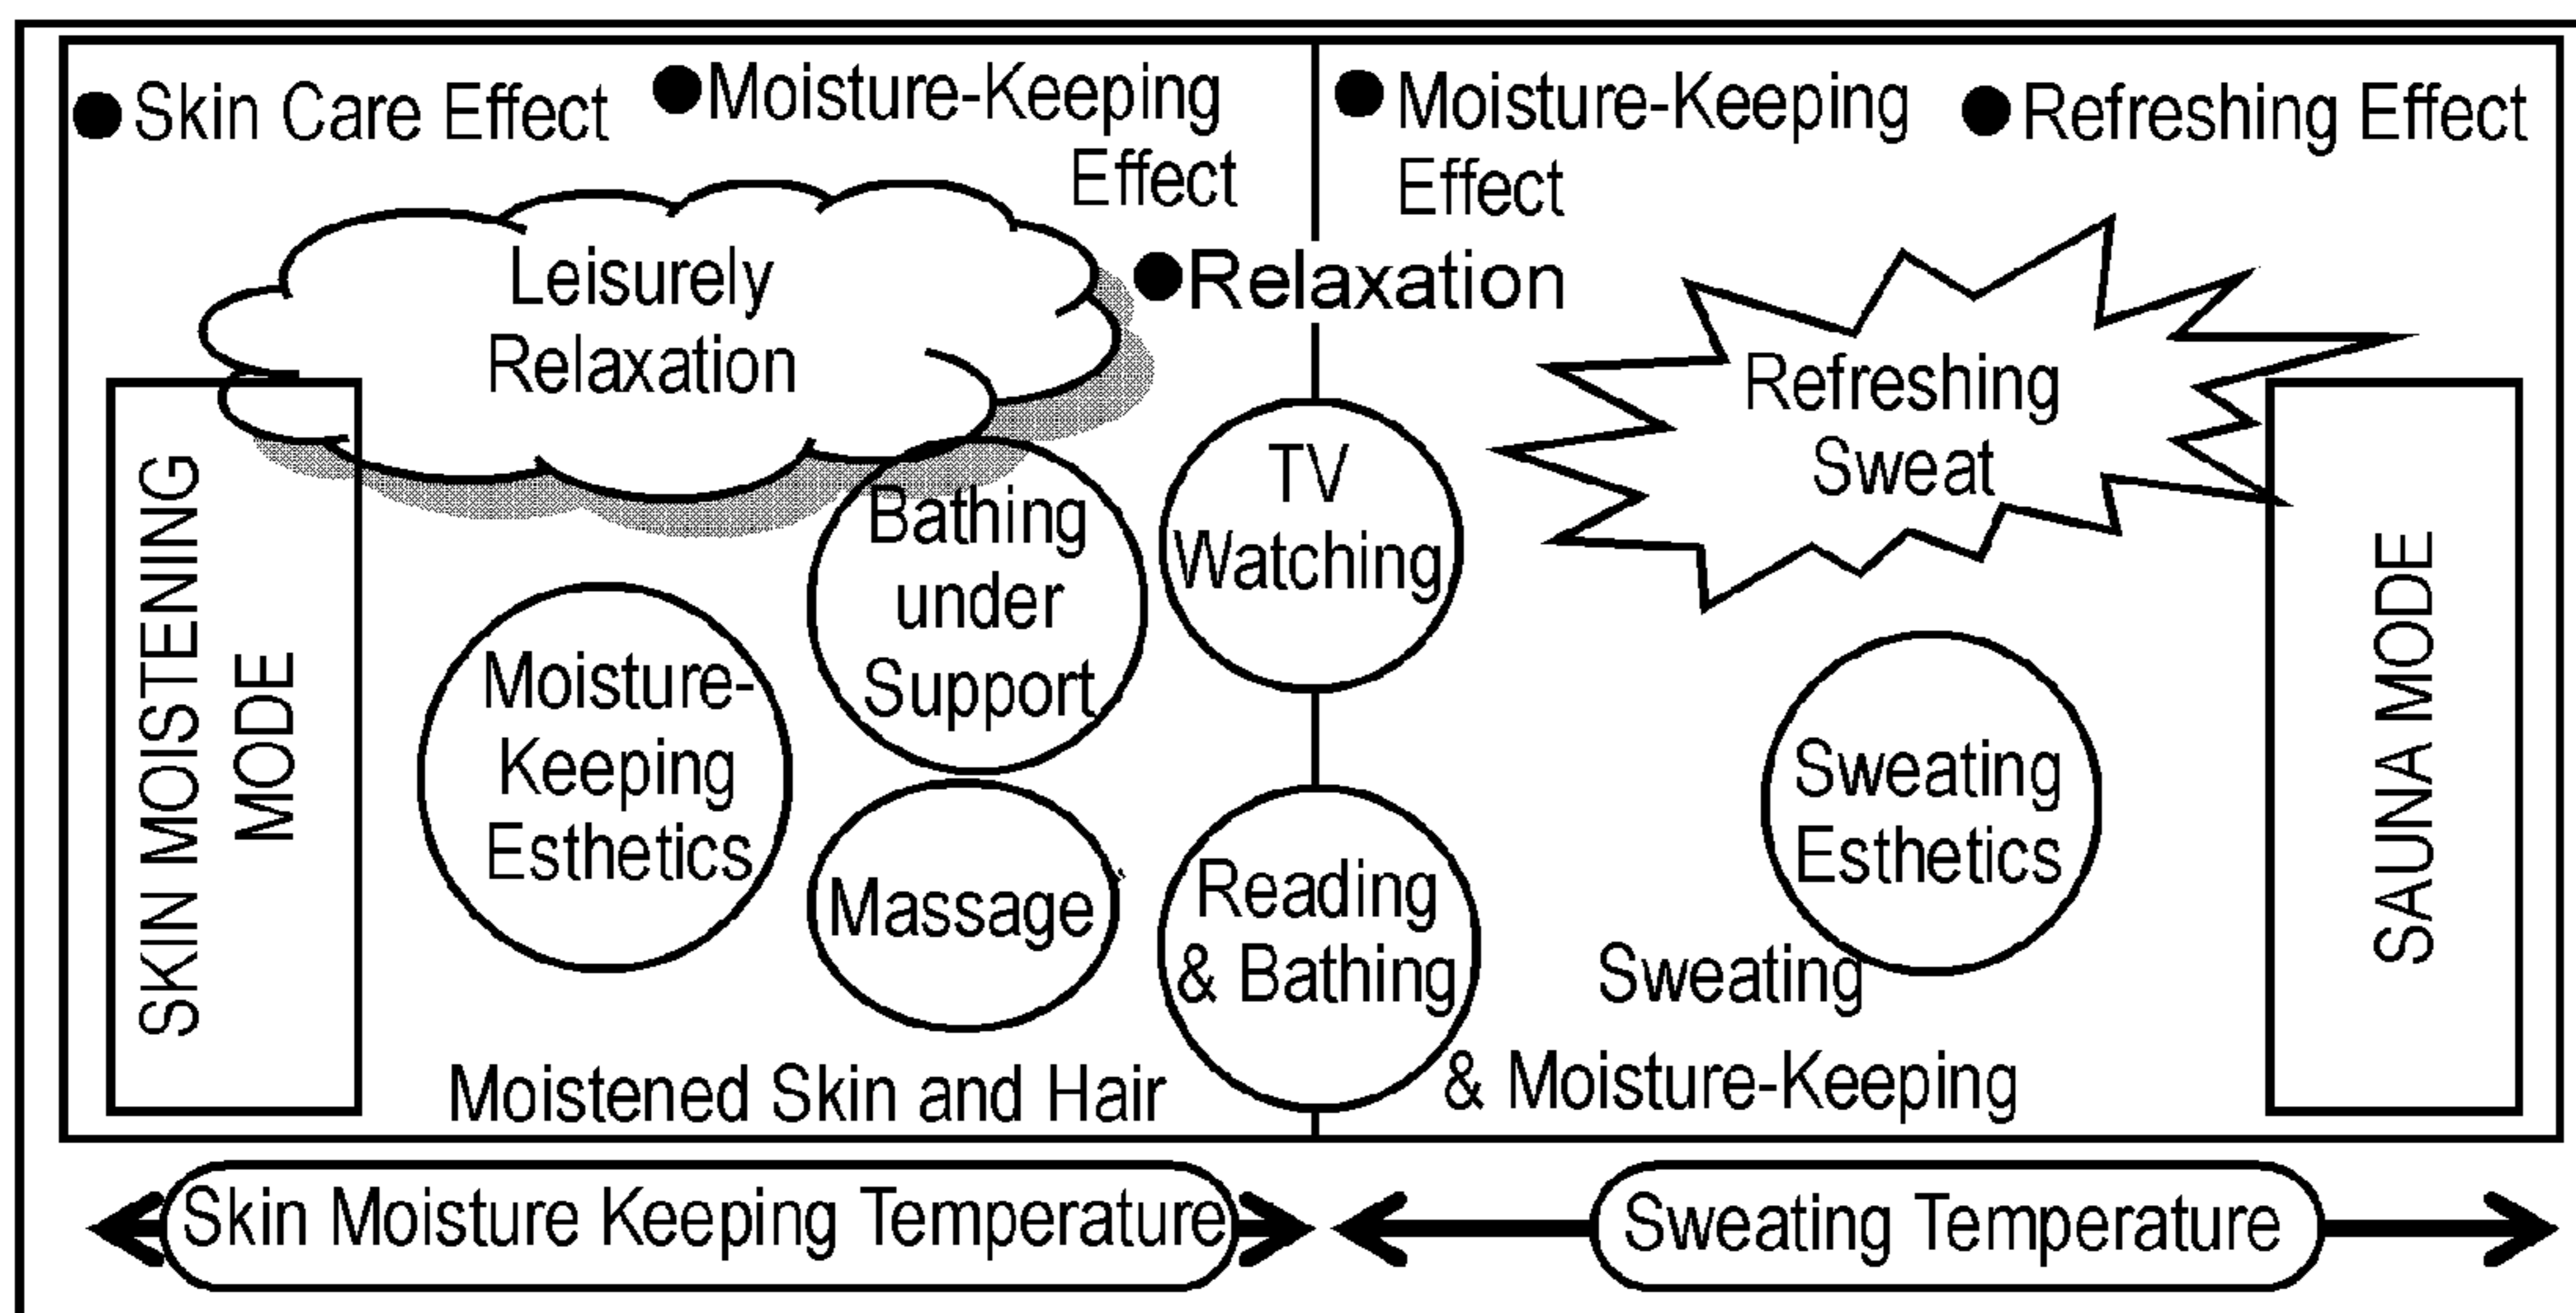 ● Skin Care Effect
● Moisture-Keeping
Effect
● Moisture-Keeping
Effect
● Refreshing Effect
● Relaxation
Leisurely
Relaxation
Refreshing
Sweat
SKIN MOISTENING
MODE
Moisture-
Keeping
Esthetics
Bathing
under
Support
Massage
TV
Watching
Reading
& Bathing
Sweating
Esthetics
SAUNA MODE
Moistened Skin and Hair
Sweating
& Moisture-Keeping
Skin Moisture Keeping Temperature
Sweating Temperature